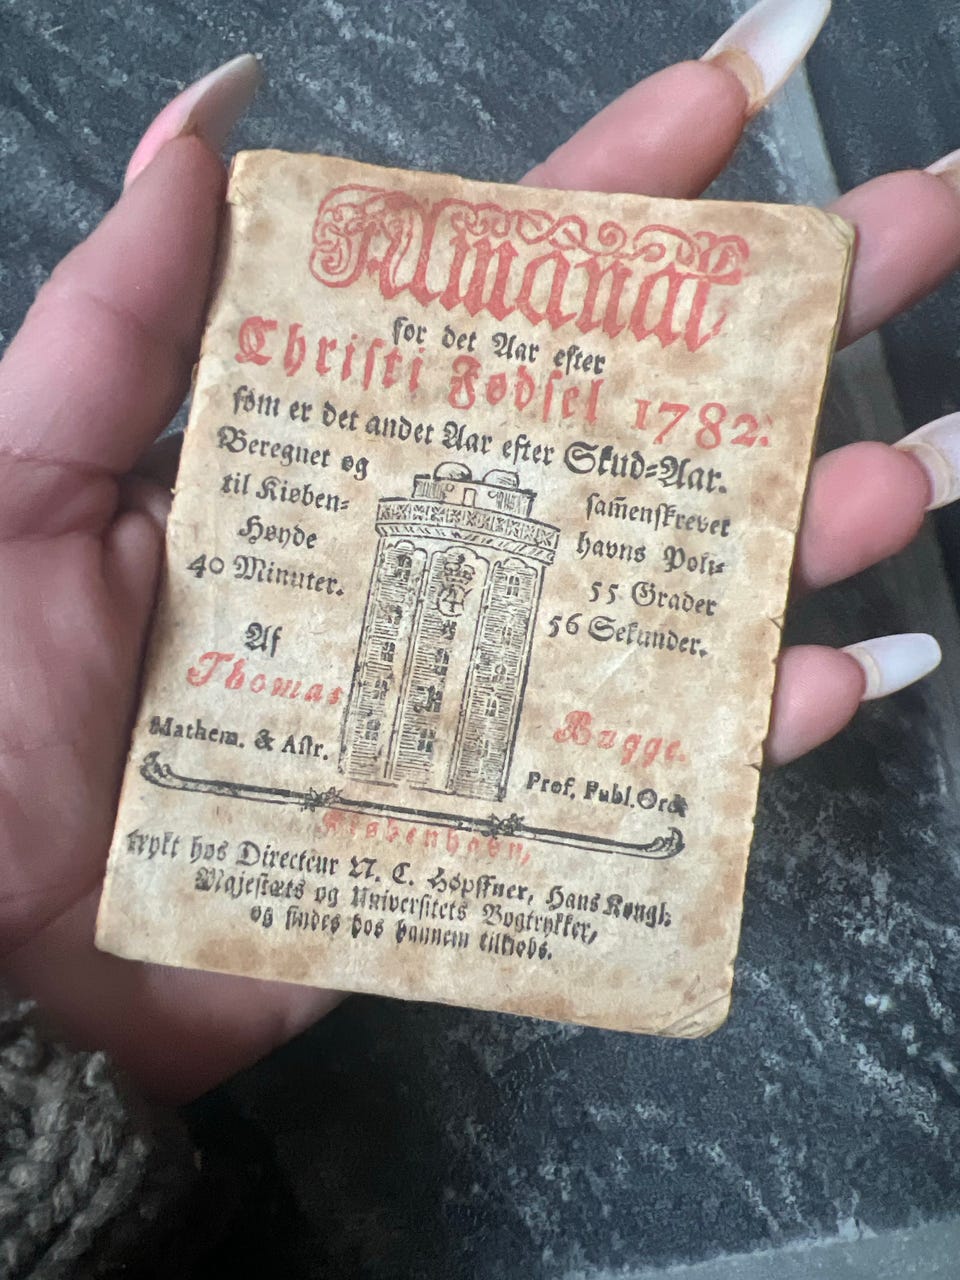 Almanak
for det Aar efter
Christi Fødsel 1782.
som er det andet Aar efter Skud-Aar.
Beregnet og samenskrevet
til Kiøben- havns Poli-
Høyde 55 Grader
40 Minuter. 56 Sekunder.
Af
Thomas Bugge.
Mathem. & Astr. Prof. Publ. Ord
Kiøbenhavn,
trykt hos Directeur N. C. Høpffner, Hans Kongl.
Majestæts og Universitets Bogtrykker,
og findes hos hannem tilkiøbs.